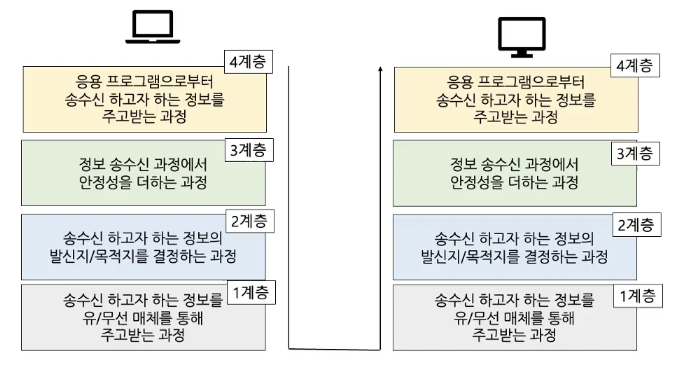 4계층
응용 프로그램으로부터
송수신 하고자 하는 정보를
주고받는 과정
3계층
정보 송수신 과정에서
안정성을 더하는 과정
2계층
송수신 하고자 하는 정보의
발신지/목적지를 결정하는 과정
1계층
송수신 하고자 하는 정보를
유/무선 매체를 통해
주고받는 과정
4계층
응용 프로그램으로부터
송수신 하고자 하는 정보를
주고받는 과정
3계층
정보 송수신 과정에서
안정성을 더하는 과정
2계층
송수신 하고자 하는 정보의
발신지/목적지를 결정하는 과정
1계층
송수신 하고자 하는 정보를
유/무선 매체를 통해
주고받는 과정